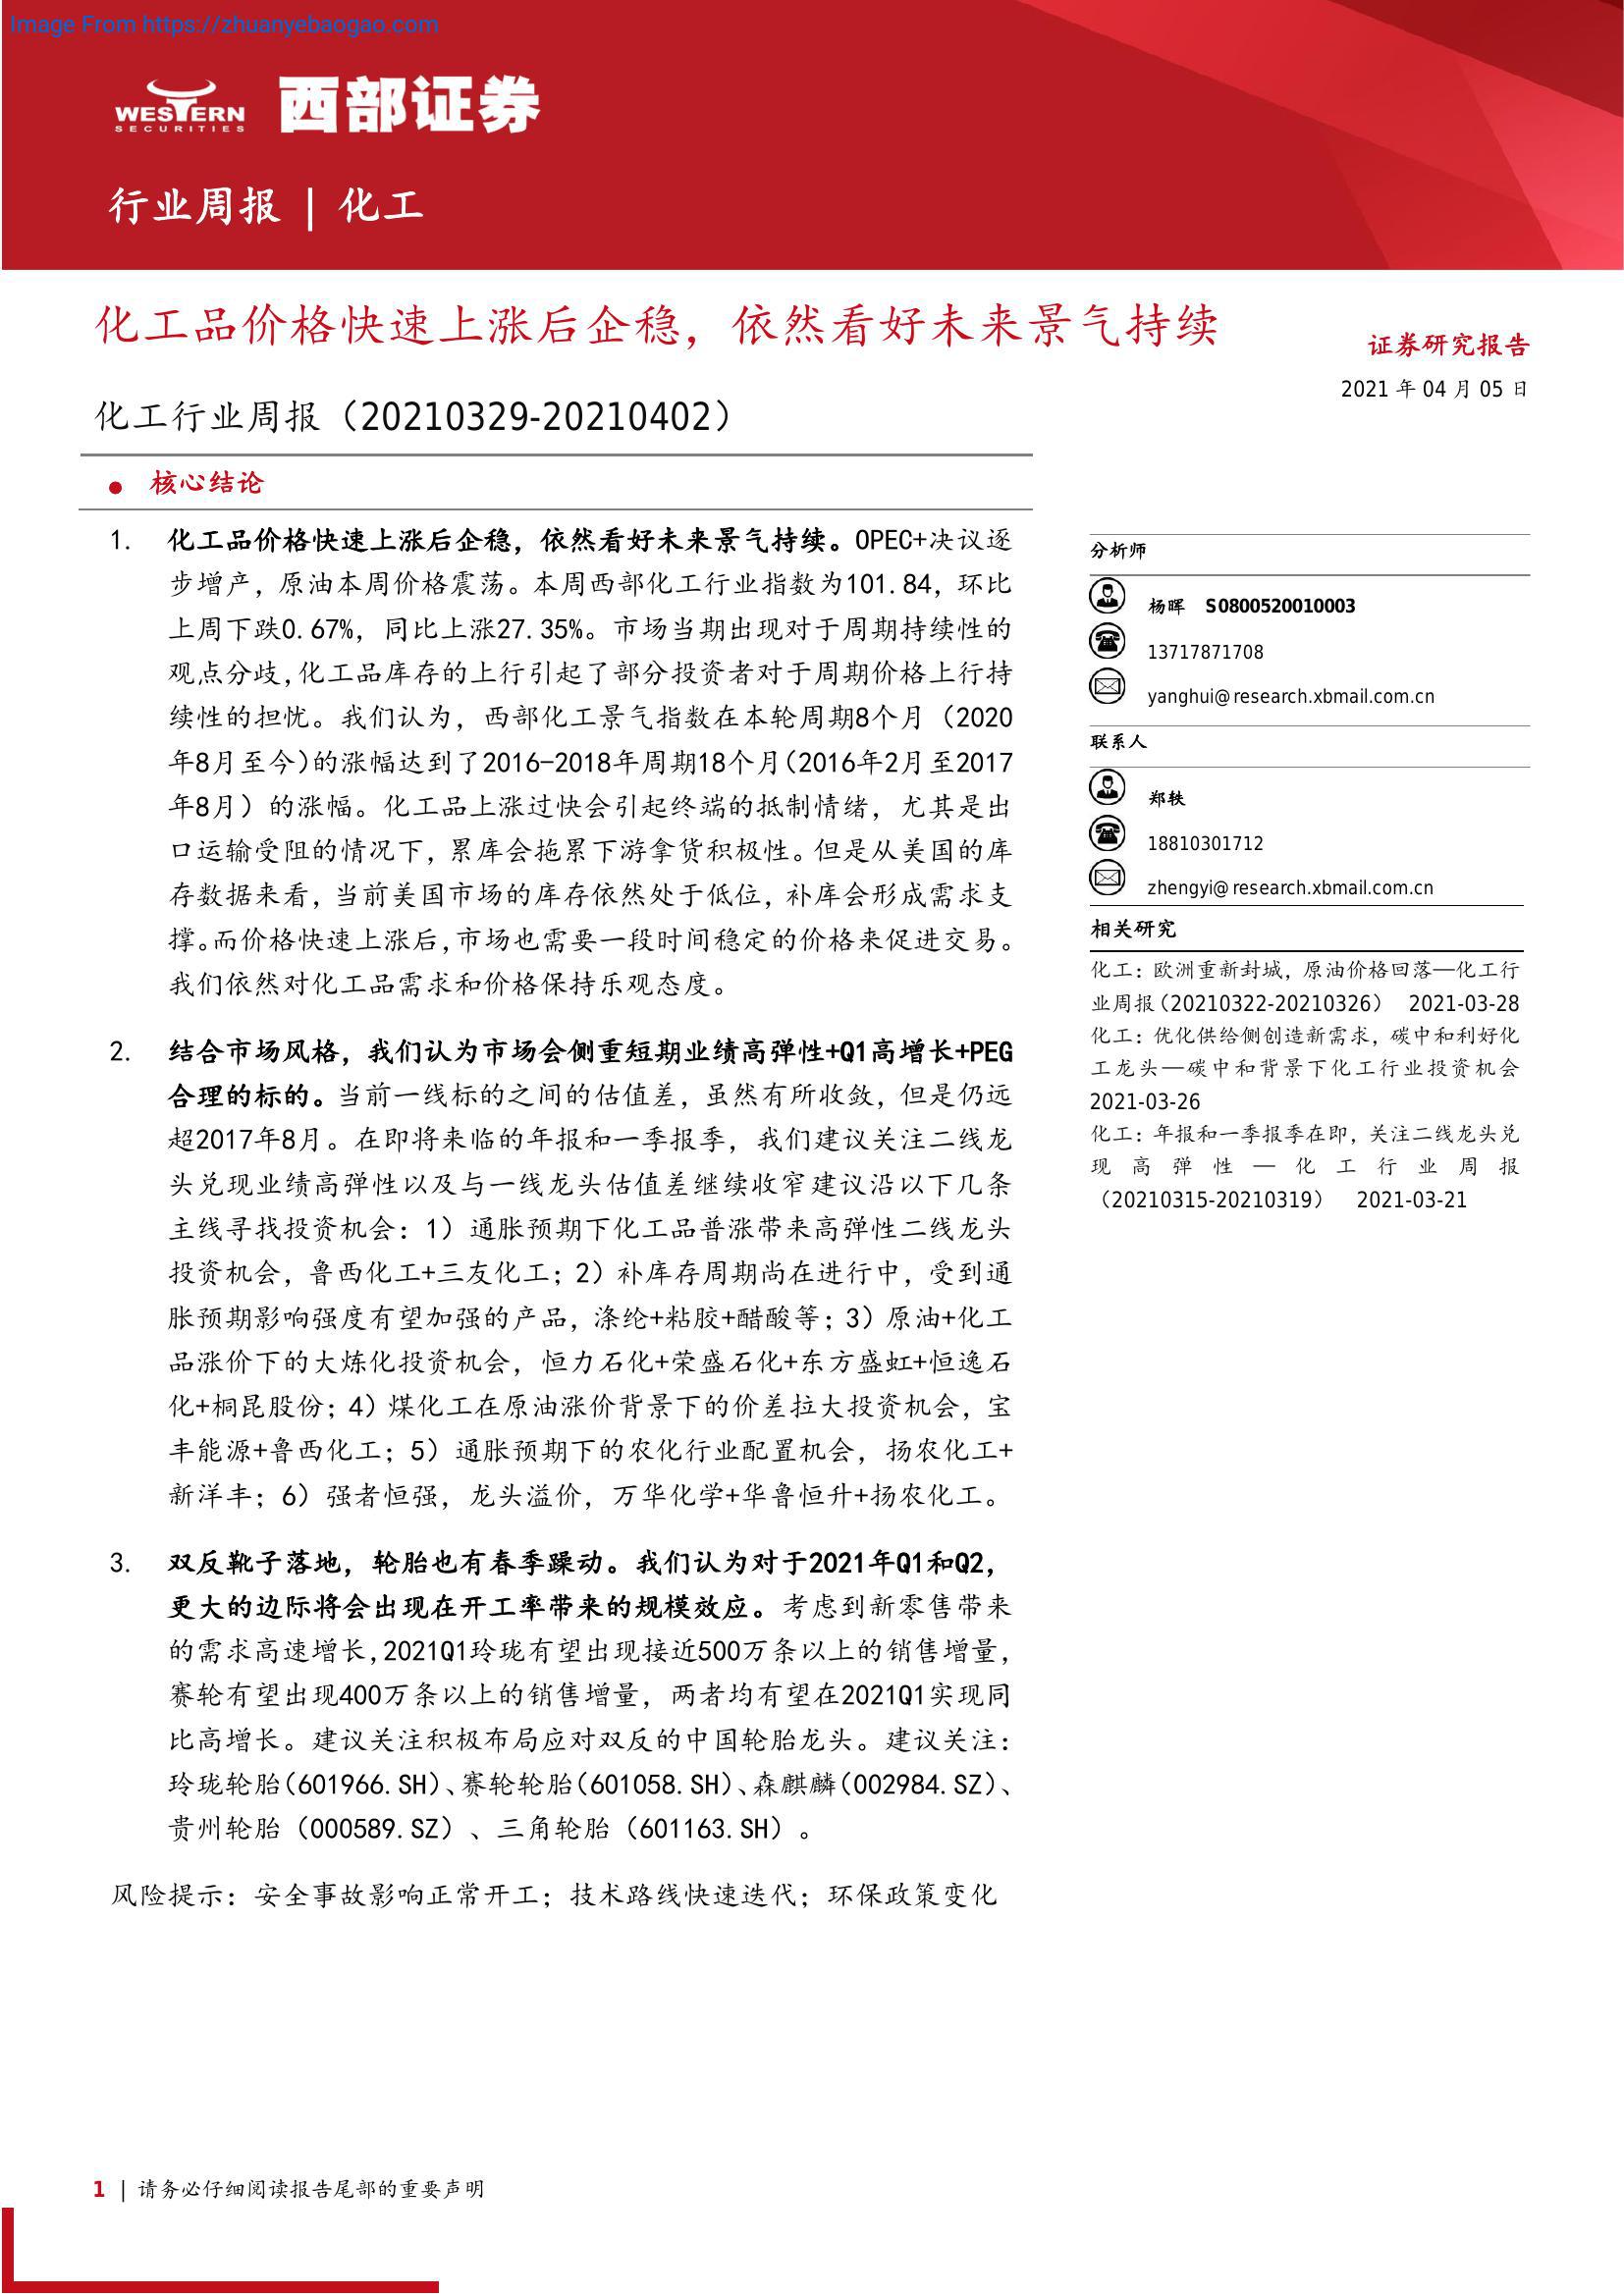 Image From https://zhuanyebaogao.com
WESTERN
SECURITIES
西部证券
行业周报 | 化工
化工品价格快速上涨后企稳，依然看好未来景气持续
证券研究报告
2021 年 04 月 05 日
化工行业周报（20210329-20210402）
● 核心结论
1. 化工品价格快速上涨后企稳，依然看好未来景气持续。OPEC+决议逐
步增产，原油本周价格震荡。本周西部化工行业指数为101.84，环比
上周下跌0.67%，同比上涨27.35%。市场当期出现对于周期持续性的
观点分歧，化工品库存的上行引起了部分投资者对于周期价格上行持
续性的担忧。我们认为，西部化工景气指数在本轮周期8个月（2020
年8月至今）的涨幅达到了2016-2018年周期18个月（2016年2月至2017
年8月）的涨幅。化工品上涨过快会引起终端的抵制情绪，尤其是出
口运输受阻的情况下，累库会拖累下游拿货积极性。但是从美国的库
存数据来看，当前美国市场的库存依然处于低位，补库会形成需求支
撑。而价格快速上涨后，市场也需要一段时间稳定的价格来促进交易。
我们依然对化工品需求和价格保持乐观态度。
2. 结合市场风格，我们认为市场会侧重短期业绩高弹性+Q1高增长+PEG
合理的标的。当前一线标的之间的估值差，虽然有所收敛，但是仍远
超2017年8月。在即将来临的年报和一季报季，我们建议关注二线龙
头兑现业绩高弹性以及与一线龙头估值差继续收窄建议沿以下几条
主线寻找投资机会：1）通胀预期下化工品普涨带来高弹性二线龙头
投资机会，鲁西化工+三友化工；2）补库存周期尚在进行中，受到通
胀预期影响强度有望加强的产品，涤纶+粘胶+醋酸等；3）原油+化工
品涨价下的大炼化投资机会，恒力石化+荣盛石化+东方盛虹+恒逸石
化+桐昆股份；4）煤化工在原油涨价背景下的价差拉大投资机会，宝
丰能源+鲁西化工；5）通胀预期下的农化行业配置机会，扬农化工+
新洋丰；6）强者恒强，龙头溢价，万华化学+华鲁恒升+扬农化工。
3. 双反靴子落地，轮胎也有春季躁动。我们认为对于2021年Q1和Q2，
更大的边际将会出现在开工率带来的规模效应。考虑到新零售带来
的需求高速增长，2021Q1玲珑有望出现接近500万条以上的销售增量，
赛轮有望出现400万条以上的销售增量，两者均有望在2021Q1实现同
比高增长。建议关注积极布局应对双反的中国轮胎龙头。建议关注：
玲珑轮胎（601966.SH）、赛轮轮胎（601058.SH）、森麒麟（002984.SZ）、
贵州轮胎（000589.SZ）、三角轮胎（601163.SH）。
风险提示：安全事故影响正常开工；技术路线快速迭代；环保政策变化
分析师
杨晖 S0800520010003
13717871708
yanghui@research.xbmail.com.cn
联系人
郑轶
18810301712
zhengyi@research.xbmail.com.cn
相关研究
化工：欧洲重新封城，原油价格回落—化工行
业周报（20210322-20210326） 2021-03-28
化工：优化供给侧创造新需求，碳中和利好化
工龙头—碳中和背景下化工行业投资机会
2021-03-26
化工：年报和一季报季在即，关注二线龙头兑
现高弹性—化工行业周报
（20210315-20210319） 2021-03-21
1 | 请务必仔细阅读报告尾部的重要声明